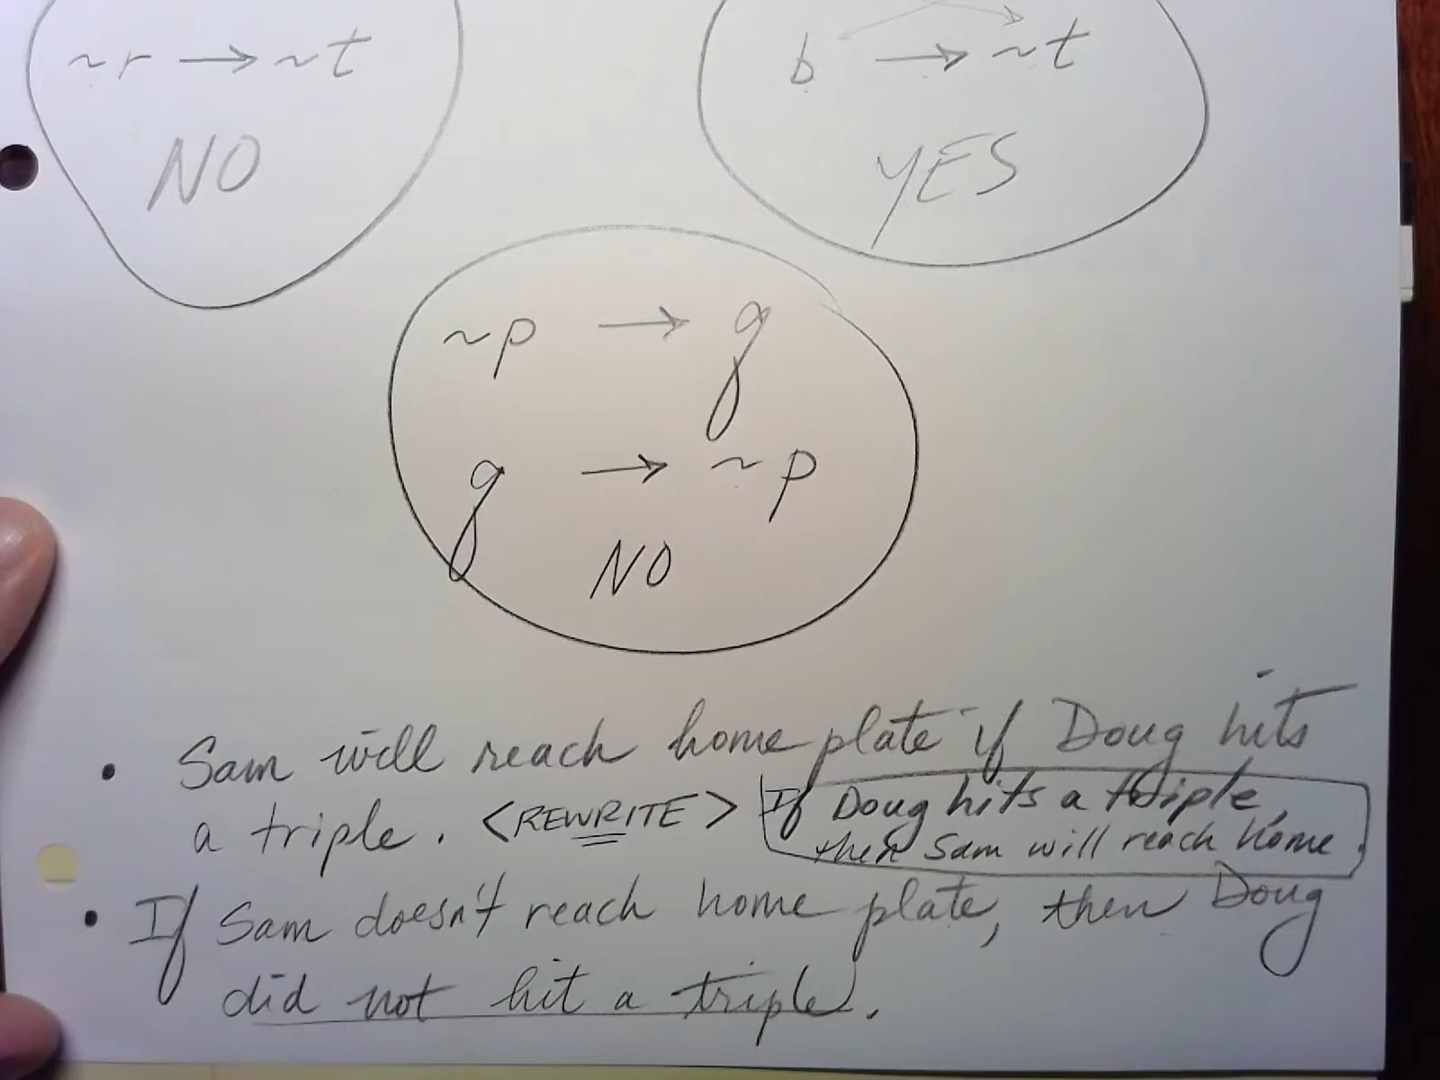 ~r → ~t
NO
b → ~t
YES
~p → q
q → ~p
NO
• Sam will reach home plate if Doug hits
a triple. <REWRITE> If Doug hits a triple,
then Sam will reach home.
• If Sam doesn't reach home plate, then Doug
did not hit a triple.